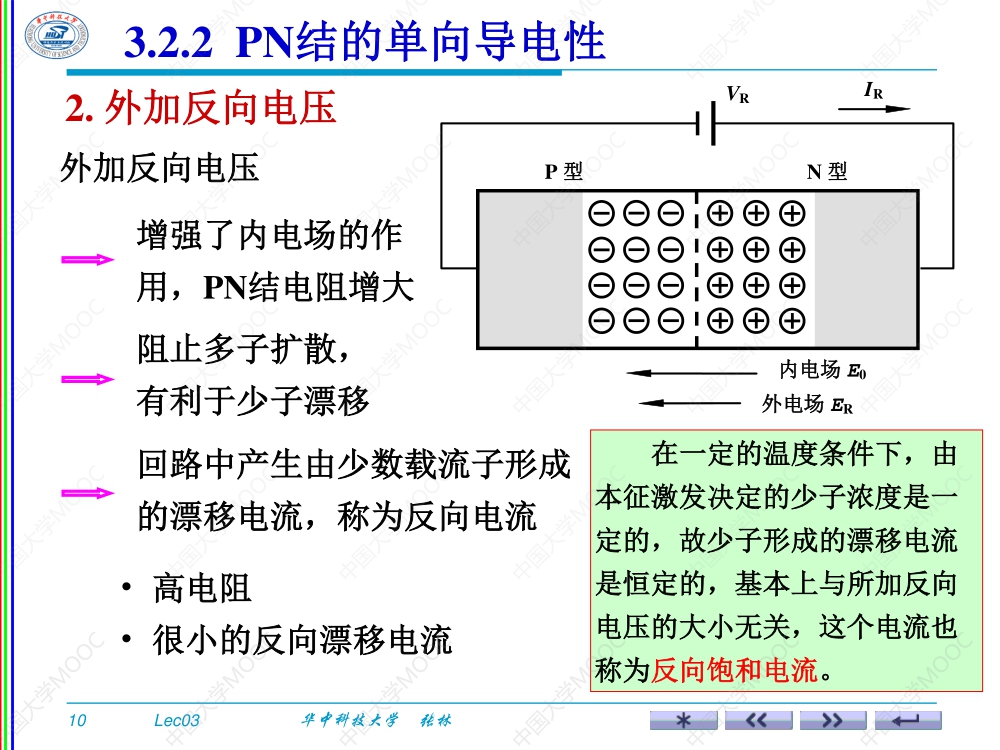 3.2.2 PN结的单向导电性
2. 外加反向电压
外加反向电压
增强了内电场的作
用，PN结电阻增大
阻止多子扩散，
有利于少子漂移
回路中产生由少数载流子形成
的漂移电流，称为反向电流
• 高电阻
• 很小的反向漂移电流
VR
IR
P 型
N 型
内电场 E0
外电场 ER
在一定的温度条件下，由
本征激发决定的少子浓度是一
定的，故少子形成的漂移电流
是恒定的，基本上与所加反向
电压的大小无关，这个电流也
称为反向饱和电流。
10
Lec03
华中科技大学 张林
中国大学MOOC